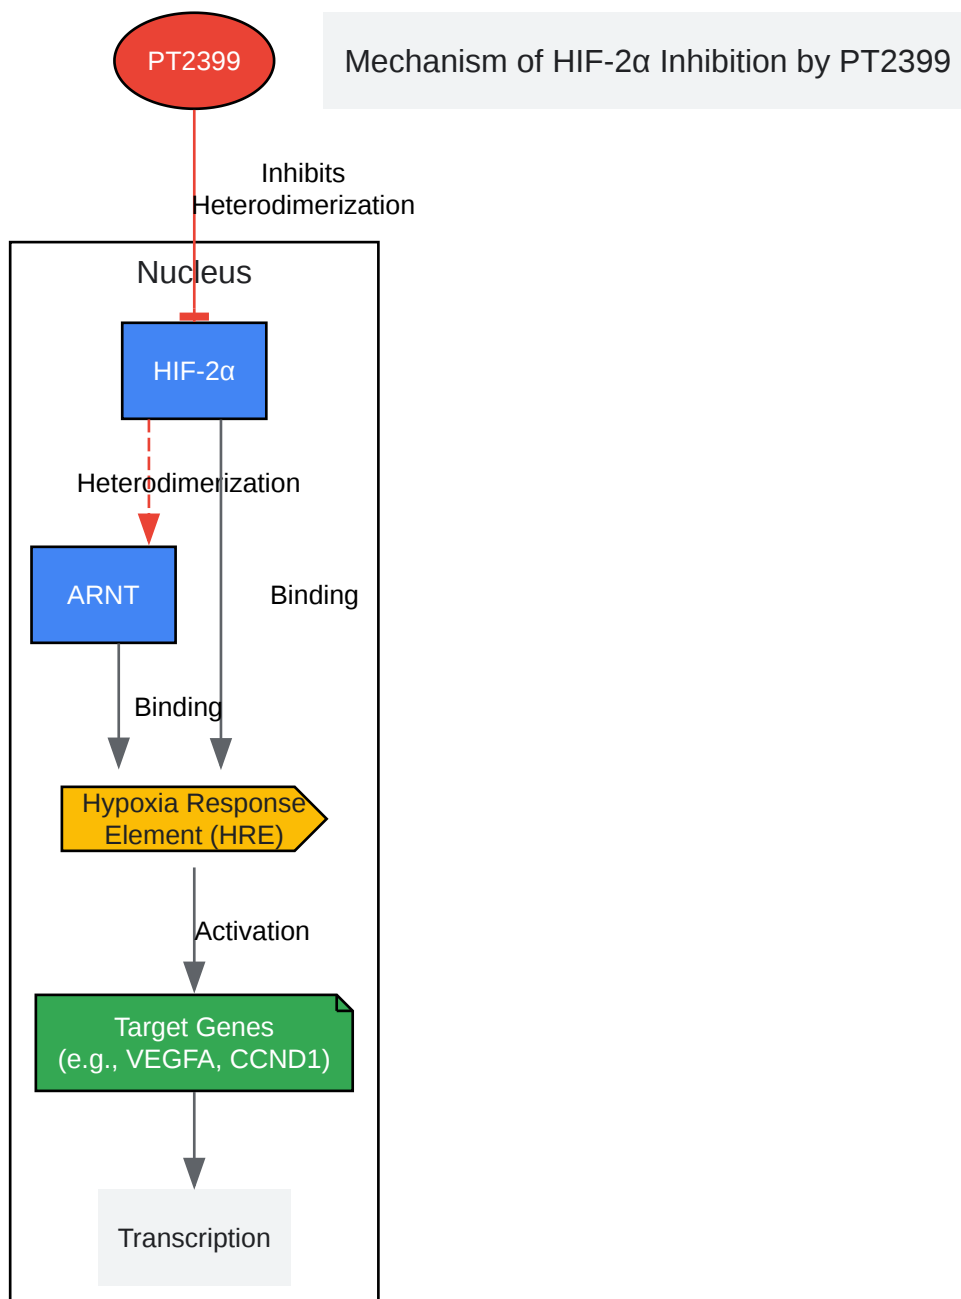 PT2399
Mechanism of HIF-2α Inhibition by PT2399
Inhibits
Heterodimerization
Nucleus
HIF-2α
Heterodimerization
ARNT
Binding
Binding
Hypoxia Response
Element (HRE)
Activation
Target Genes
(e.g., VEGFA, CCND1)
Transcription